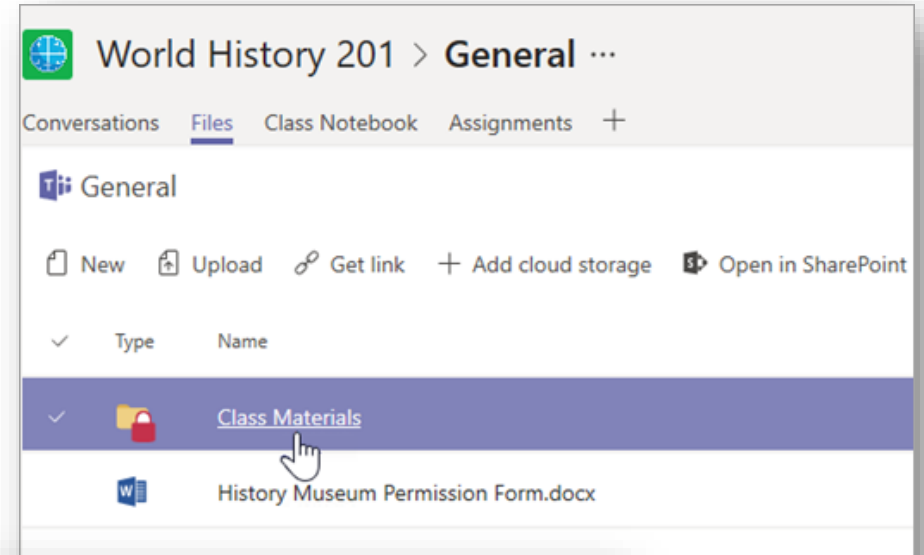 World History 201 > General ...
Conversations Files Class Notebook Assignments +
General
New Upload Get link + Add cloud storage Open in SharePoint
Type Name
Class Materials
History Museum Permission Form.docx